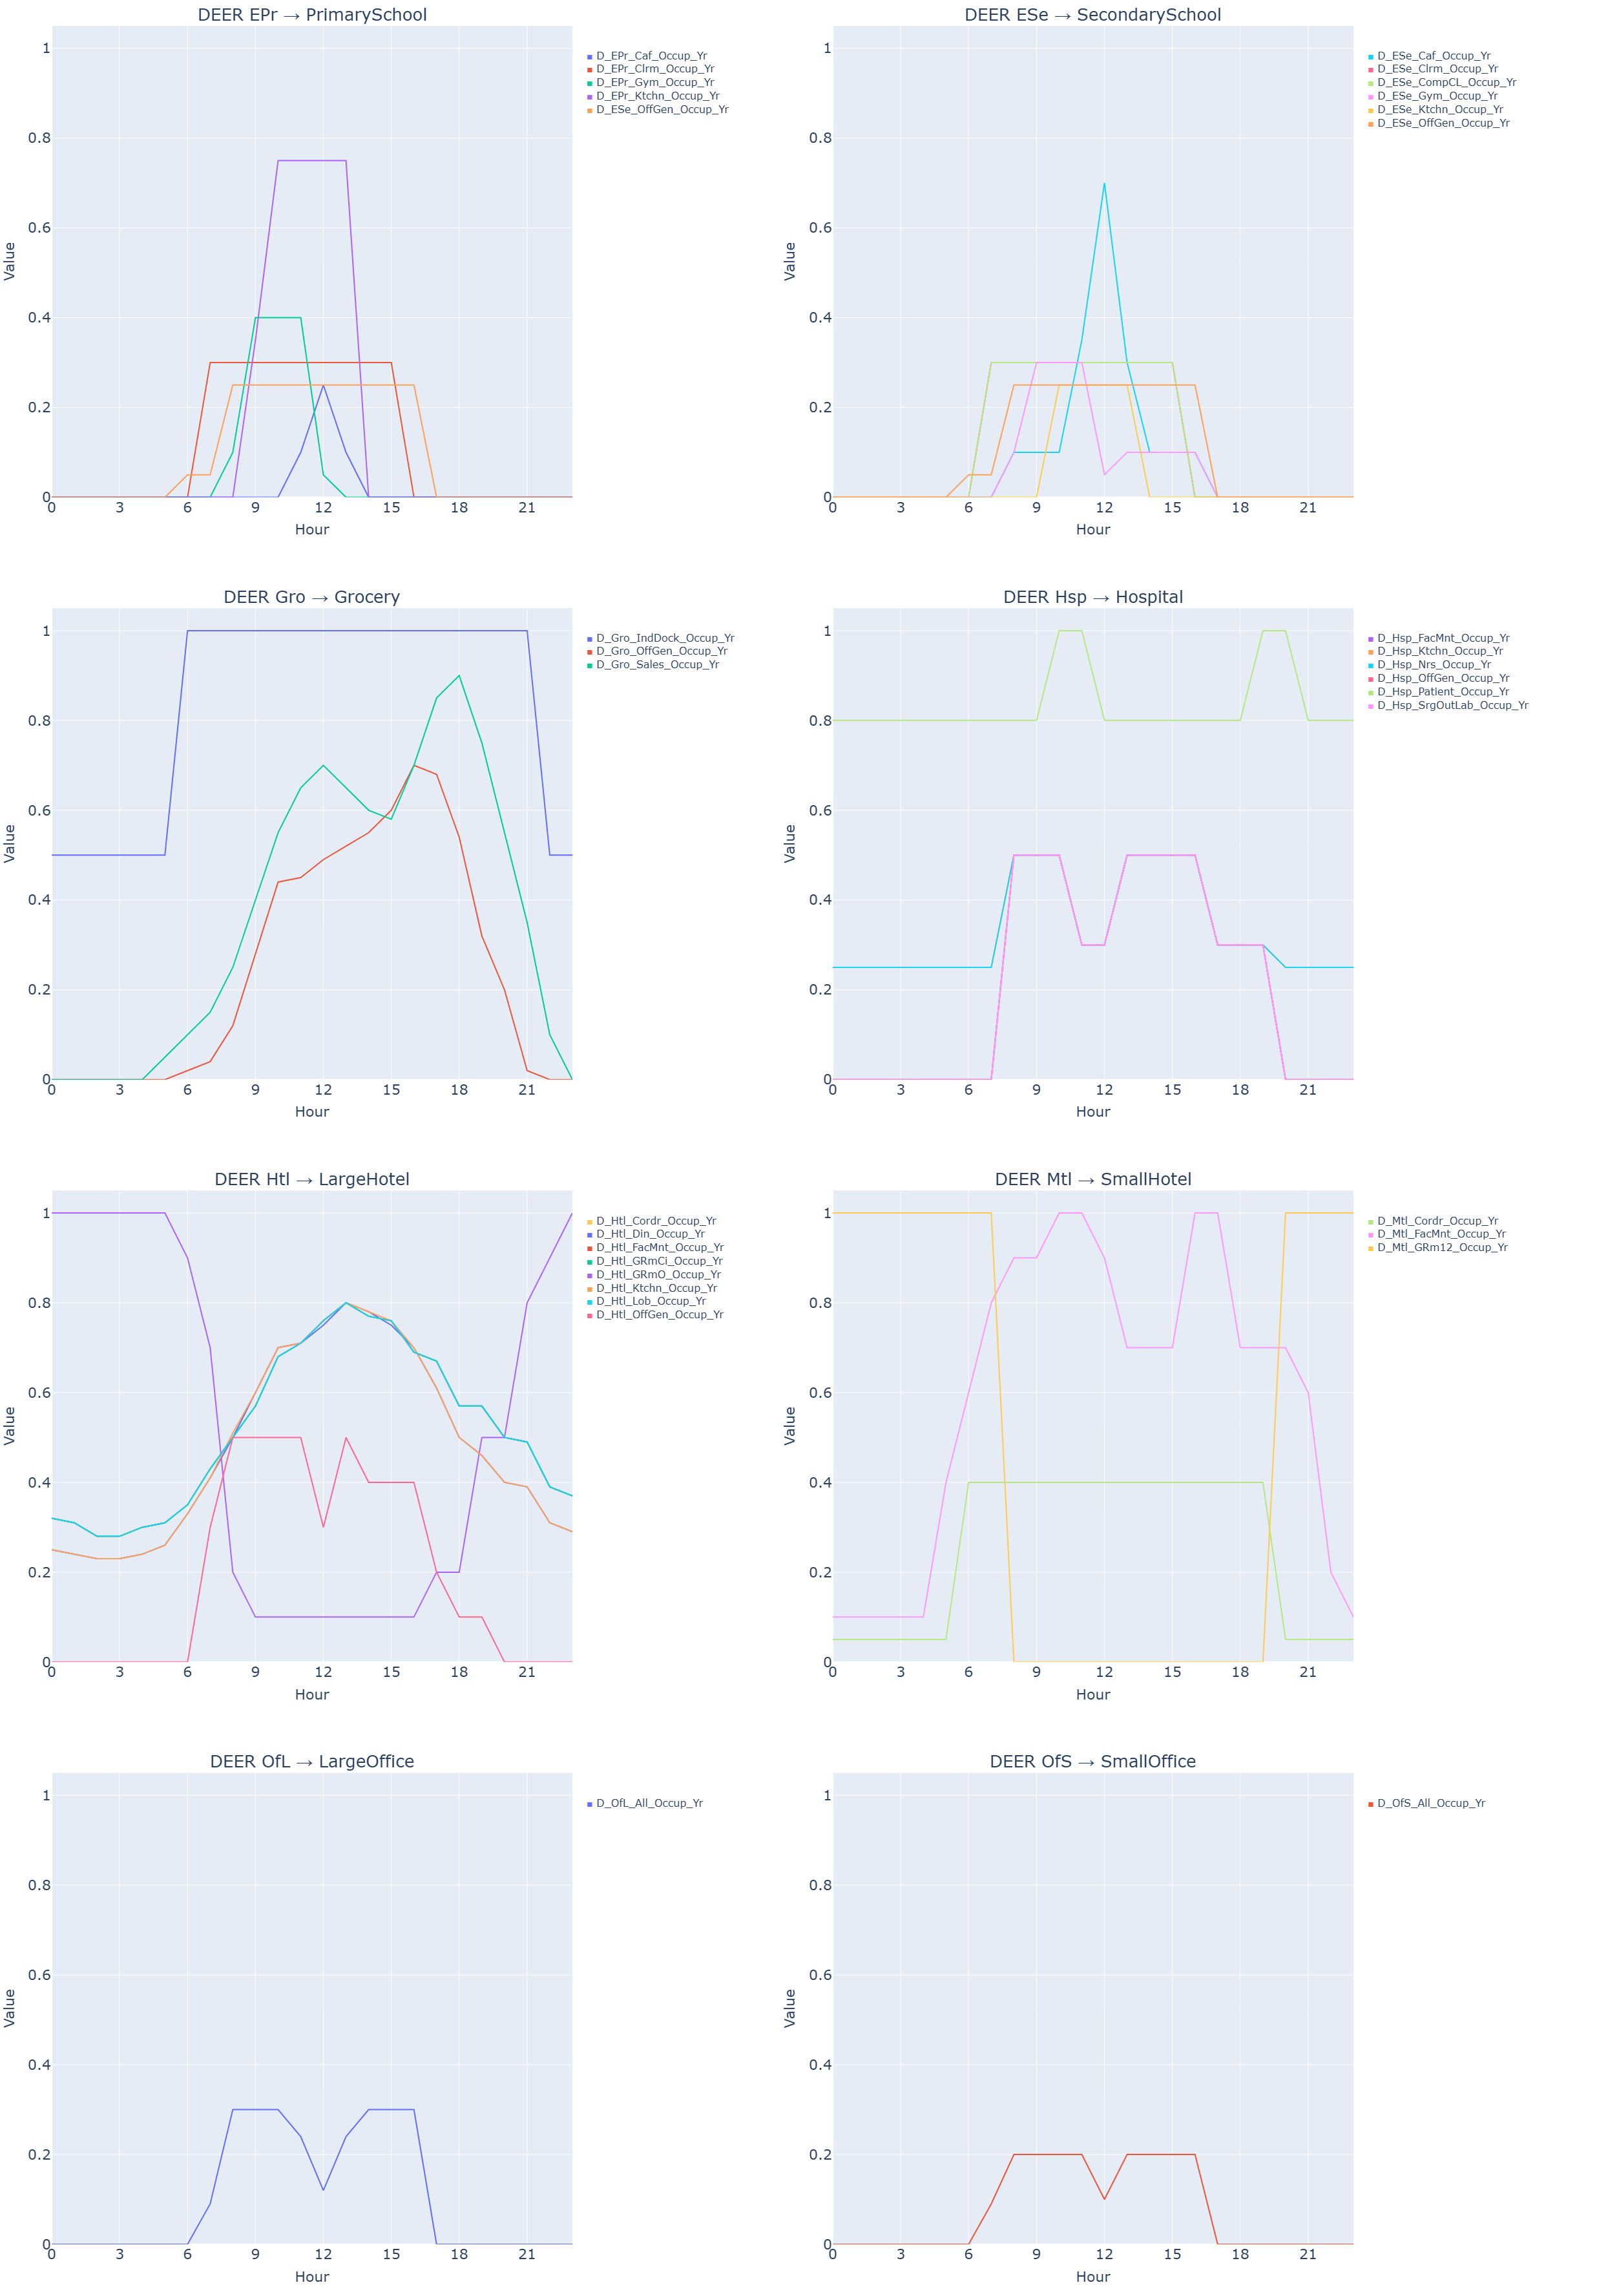 DEER EPr → PrimarySchool
1
0.8
0.6
0.4
0.2
0
Value
0 3 6 9 12 15 18 21
Hour
D_EPr_Caf_Occup_Yr
D_EPr_Clrm_Occup_Yr
D_EPr_Gym_Occup_Yr
D_EPr_Ktchn_Occup_Yr
D_ESe_OffGen_Occup_Yr
DEER ESe → SecondarySchool
1
0.8
0.6
0.4
0.2
0
Value
0 3 6 9 12 15 18 21
Hour
D_ESe_Caf_Occup_Yr
D_ESe_Clrm_Occup_Yr
D_ESe_CompCL_Occup_Yr
D_ESe_Gym_Occup_Yr
D_ESe_Ktchn_Occup_Yr
D_ESe_OffGen_Occup_Yr
DEER Gro → Grocery
1
0.8
0.6
0.4
0.2
0
Value
0 3 6 9 12 15 18 21
Hour
D_Gro_IndDock_Occup_Yr
D_Gro_OffGen_Occup_Yr
D_Gro_Sales_Occup_Yr
DEER Hsp → Hospital
1
0.8
0.6
0.4
0.2
0
Value
0 3 6 9 12 15 18 21
Hour
D_Hsp_FacMnt_Occup_Yr
D_Hsp_Ktchn_Occup_Yr
D_Hsp_Nrs_Occup_Yr
D_Hsp_OffGen_Occup_Yr
D_Hsp_Patient_Occup_Yr
D_Hsp_SrgOutLab_Occup_Yr
DEER Htl → LargeHotel
1
0.8
0.6
0.4
0.2
0
Value
0 3 6 9 12 15 18 21
Hour
D_Htl_Cordr_Occup_Yr
D_Htl_Din_Occup_Yr
D_Htl_FacMnt_Occup_Yr
D_Htl_GRmCi_Occup_Yr
D_Htl_GRmO_Occup_Yr
D_Htl_Ktchn_Occup_Yr
D_Htl_Lob_Occup_Yr
D_Htl_OffGen_Occup_Yr
DEER Mtl → SmallHotel
1
0.8
0.6
0.4
0.2
0
Value
0 3 6 9 12 15 18 21
Hour
D_Mtl_Cordr_Occup_Yr
D_Mtl_FacMnt_Occup_Yr
D_Mtl_GRm12_Occup_Yr
DEER OfL → LargeOffice
1
0.8
0.6
0.4
0.2
0
Value
0 3 6 9 12 15 18 21
Hour
D_OfL_All_Occup_Yr
DEER OfS → SmallOffice
1
0.8
0.6
0.4
0.2
0
Value
0 3 6 9 12 15 18 21
Hour
D_OfS_All_Occup_Yr